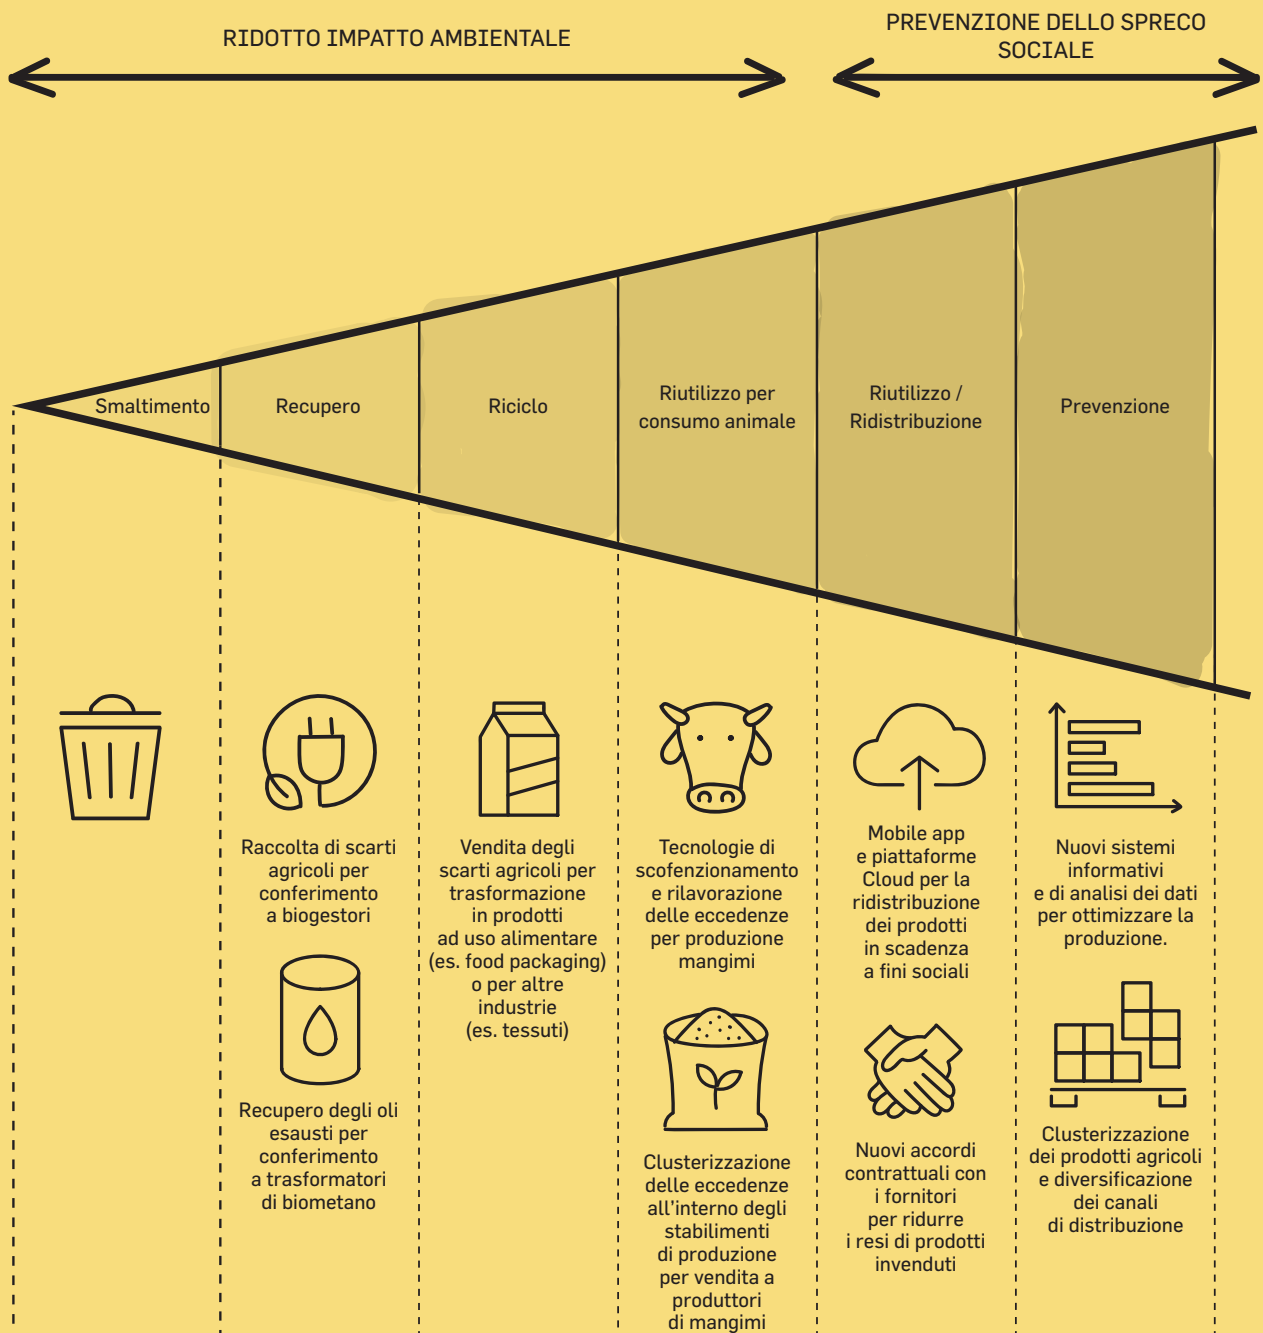 RIDOTTO IMPATTO AMBIENTALE
PREVENZIONE DELLO SPRECO
SOCIALE
Smaltimento
Recupero
Riciclo
Riutilizzo per
consumo animale
Riutilizzo /
Ridistribuzione
Prevenzione
Raccolta di scarti
agricoli per
conferimento
a biogestori
Recupero degli oli
esausti per
conferimento
a trasformatori
di biometano
Vendita degli
scarti agricoli per
trasformazione
in prodotti
ad uso alimentare
(es. food packaging)
o per altre
industrie
(es. tessuti)
Tecnologie di
scofenzionamento
e rilavorazione
delle eccedenze
per produzione
mangimi
Clusterizzazione
delle eccedenze
all'interno degli
stabilimenti
di produzione
per vendita a
produttori
di mangimi
Mobile app
e piattaforme
Cloud per la
ridistribuzione
dei prodotti
in scadenza
a fini sociali
Nuovi accordi
contrattuali con
i fornitori
per ridurre
i resi di prodotti
invenduti
Nuovi sistemi
informativi
e di analisi dei dati
per ottimizzare la
produzione.
Clusterizzazione
dei prodotti agricoli
e diversificazione
dei canali
di distribuzione